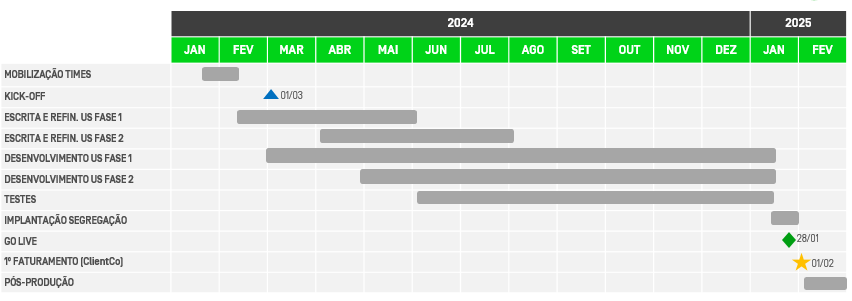 2024 2025
JAN FEV MAR ABR MAI JUN JUL AGO SET OUT NOV DEZ JAN FEV
MOBILIZAÇÃO TIMES
KICK-OFF 01/03
ESCRITA E REFIN. US FASE 1
ESCRITA E REFIN. US FASE 2
DESENVOLVIMENTO US FASE 1
DESENVOLVIMENTO US FASE 2
TESTES
IMPLANTAÇÃO SEGREGAÇÃO
GO LIVE 28/01
1º FATURAMENTO (ClientCo) 01/02
PÓS-PRODUÇÃO